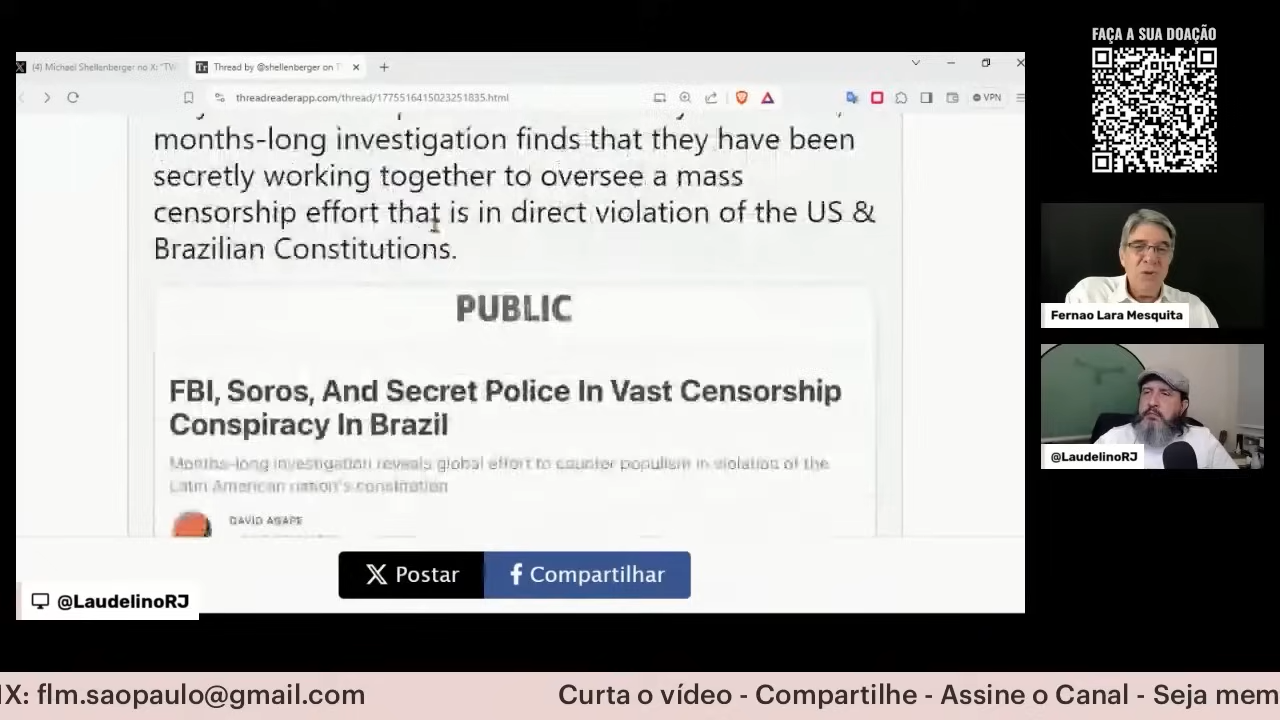 FAÇA A SUA DOAÇÃO
(4) Michael Shellenberger no X: "TW
Thread by @shellenberger on T
threadreaderapp.com/thread/1775516415023251835.html
VPN
months-long investigation finds that they have been
secretly working together to oversee a mass
censorship effort that is in direct violation of the US &
Brazilian Constitutions.
PUBLIC
FBI, Soros, And Secret Police In Vast Censorship
Conspiracy In Brazil
Months-long investigation reveals global effort to counter populism in violation of the
Latin American nation's constitution
DAVID AGAPE
Postar
Compartilhar
@LaudelinoRJ
Fernao Lara Mesquita
@LaudelinoRJ
IX: flm.saopaulo@gmail.com
Curta o vídeo - Compartilhe - Assine o Canal - Seja mem